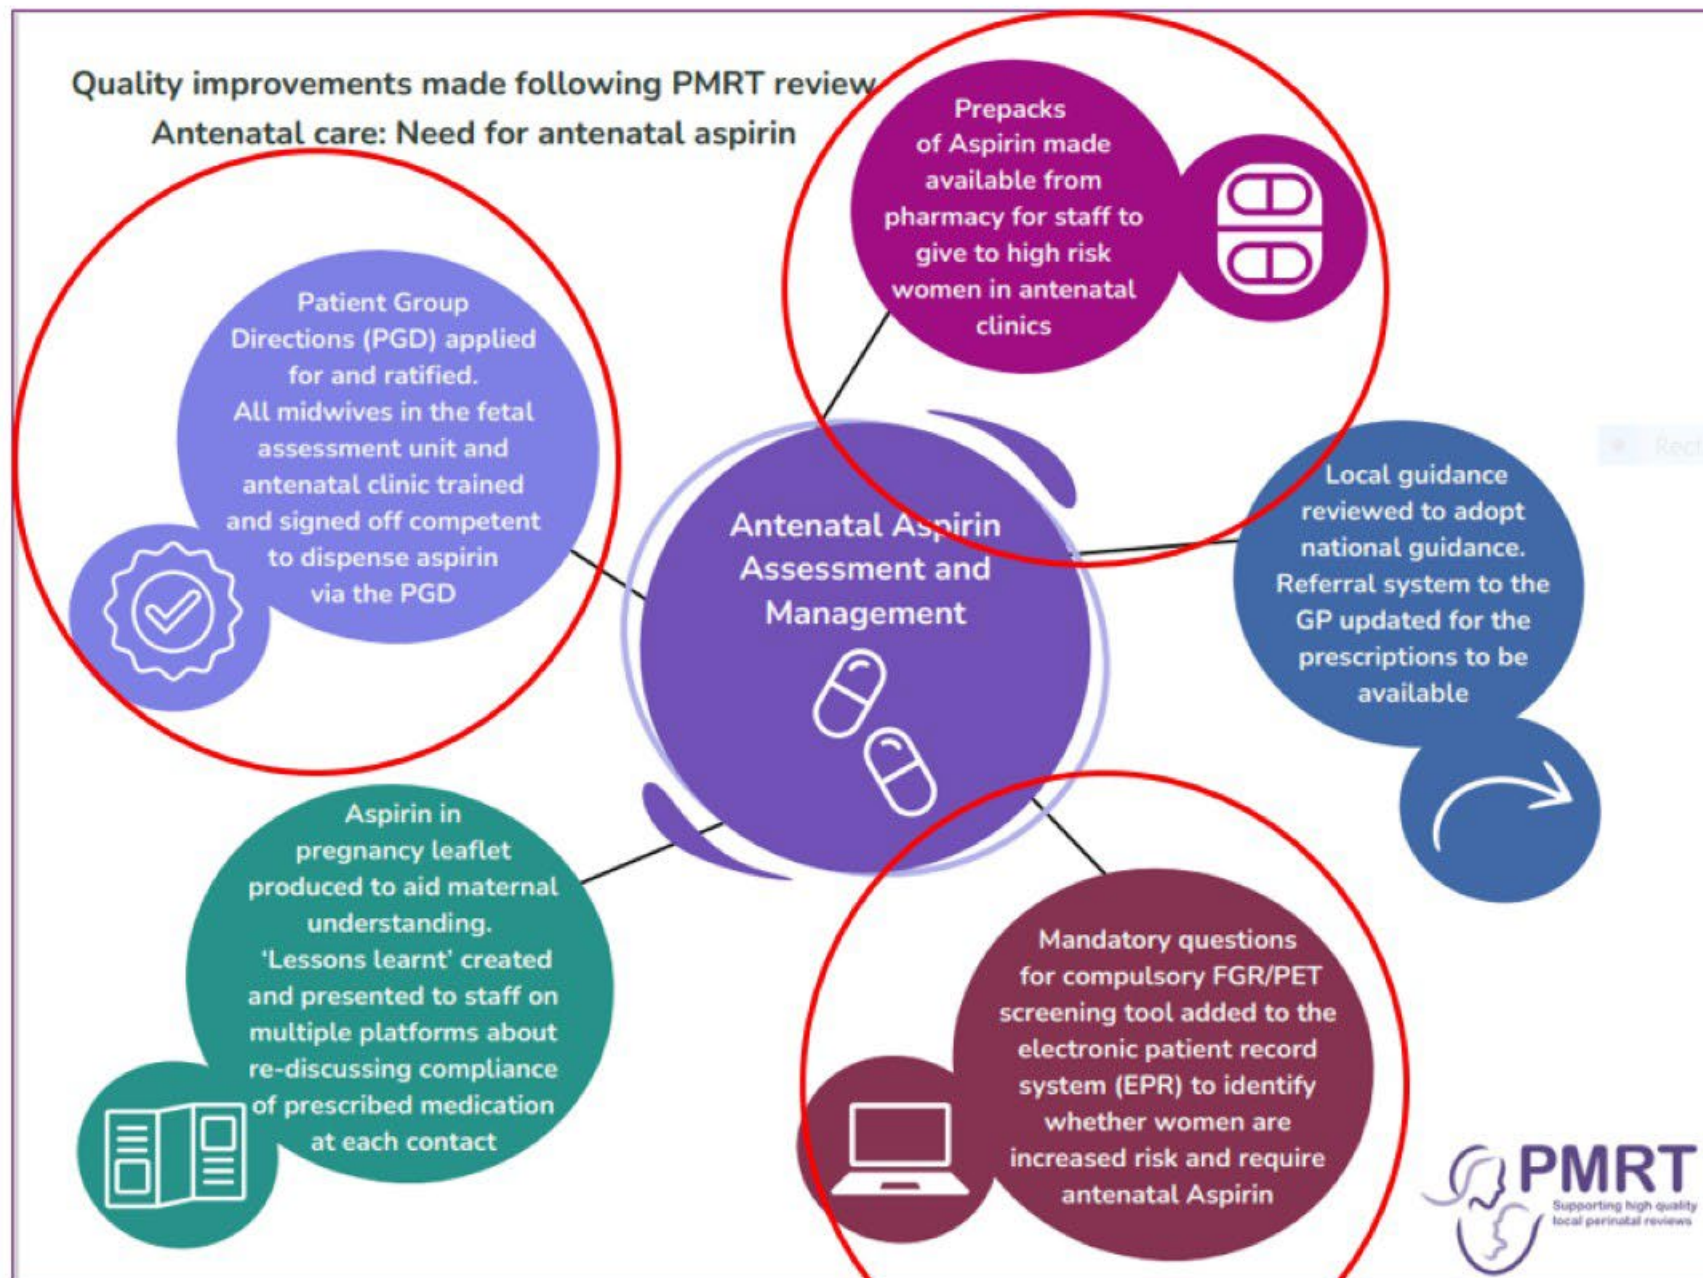 Quality improvements made following PMRT review
Antenatal care: Need for antenatal aspirin
Prepacks
of Aspirin made
available from
pharmacy for staff to
give to high risk
women in antenatal
clinics
Patient Group
Directions (PGD) applied
for and ratified.
All midwives in the fetal
assessment unit and
antenatal clinic trained
and signed off competent
to dispense aspirin
via the PGD
Antenatal Aspirin
Assessment and
Management
Local guidance
reviewed to adopt
national guidance.
Referral system to the
GP updated for the
prescriptions to be
available
Aspirin in
pregnancy leaflet
produced to aid maternal
understanding.
‘Lessons learnt’ created
and presented to staff on
multiple platforms about
re-discussing compliance
of prescribed medication
at each contact
Mandatory questions
for compulsory FGR/PET
screening tool added to the
electronic patient record
system (EPR) to identify
whether women are
increased risk and require
antenatal Aspirin
PMRT
Supporting high quality
local perinatal reviews